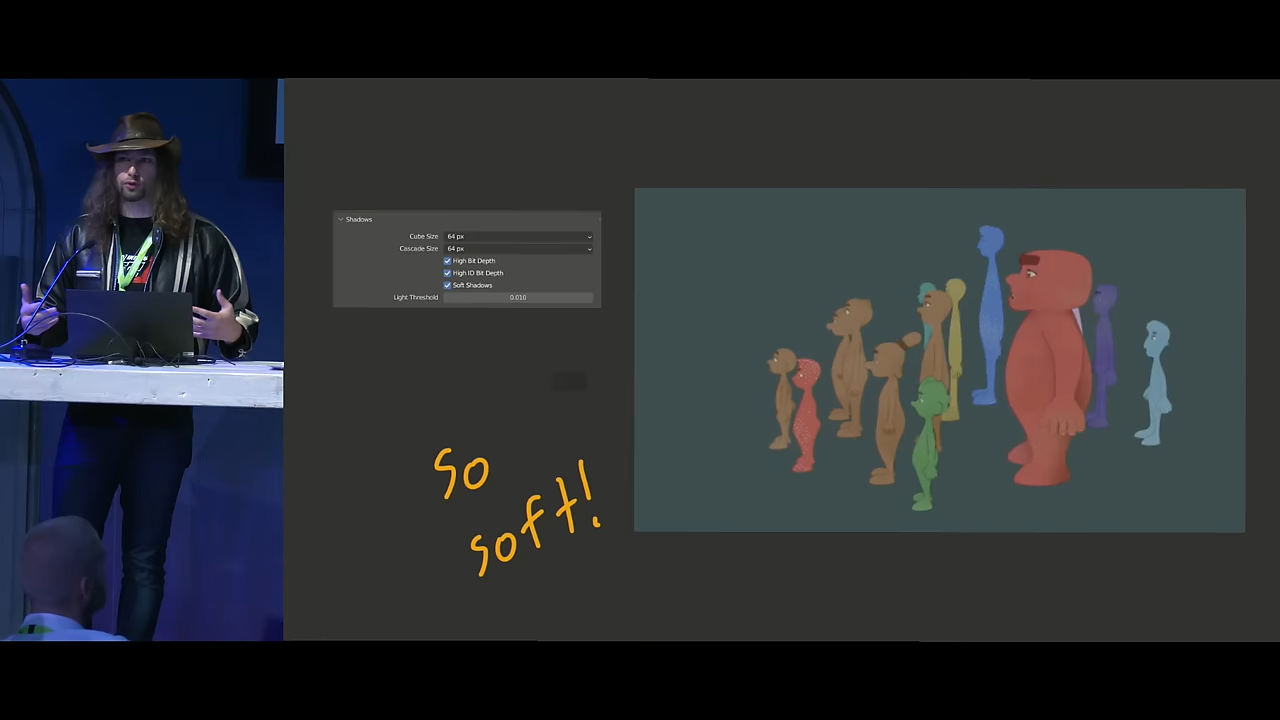 Shadows
Cube Size 64 px
Cascade Size 64 px
High Bit Depth
High ID Bit Depth
Soft Shadows
Light Threshold 0.010
so
soft!